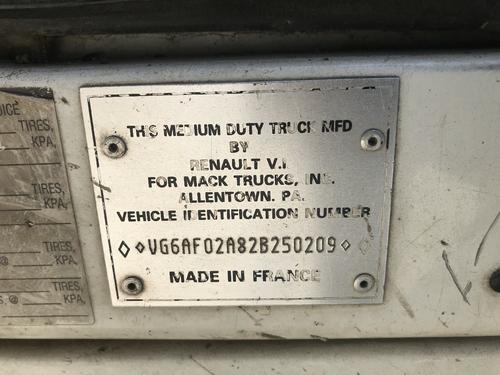 THIS MEDIUM DUTY TRUCK MFD
BY
RENAULT V.I
FOR MACK TRUCKS, INC.
ALLENTOWN. PA.
VEHICLE IDENTIFICATION NUMBER
VG6AF02A82B250209
MADE IN FRANCE
TIRES,
KPA,
TIRES,
KPA,
@ KPA,
TIRES,
S, @ KPA,